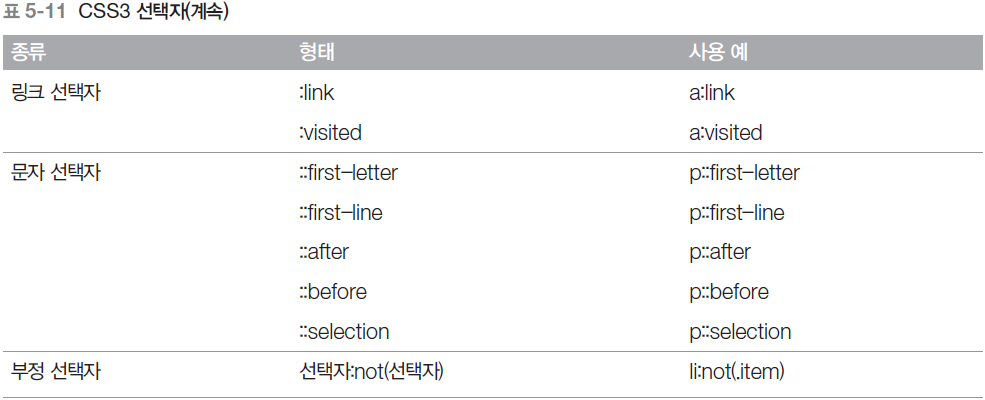 표 5-11 CSS3 선택자(계속)
종류 형태 사용 예
링크 선택자 :link a:link
:visited a:visited
문자 선택자 ::first-letter p::first-letter
::first-line p::first-line
::after p::after
::before p::before
::selection p::selection
부정 선택자 선택자:not(선택자) li:not(.item)